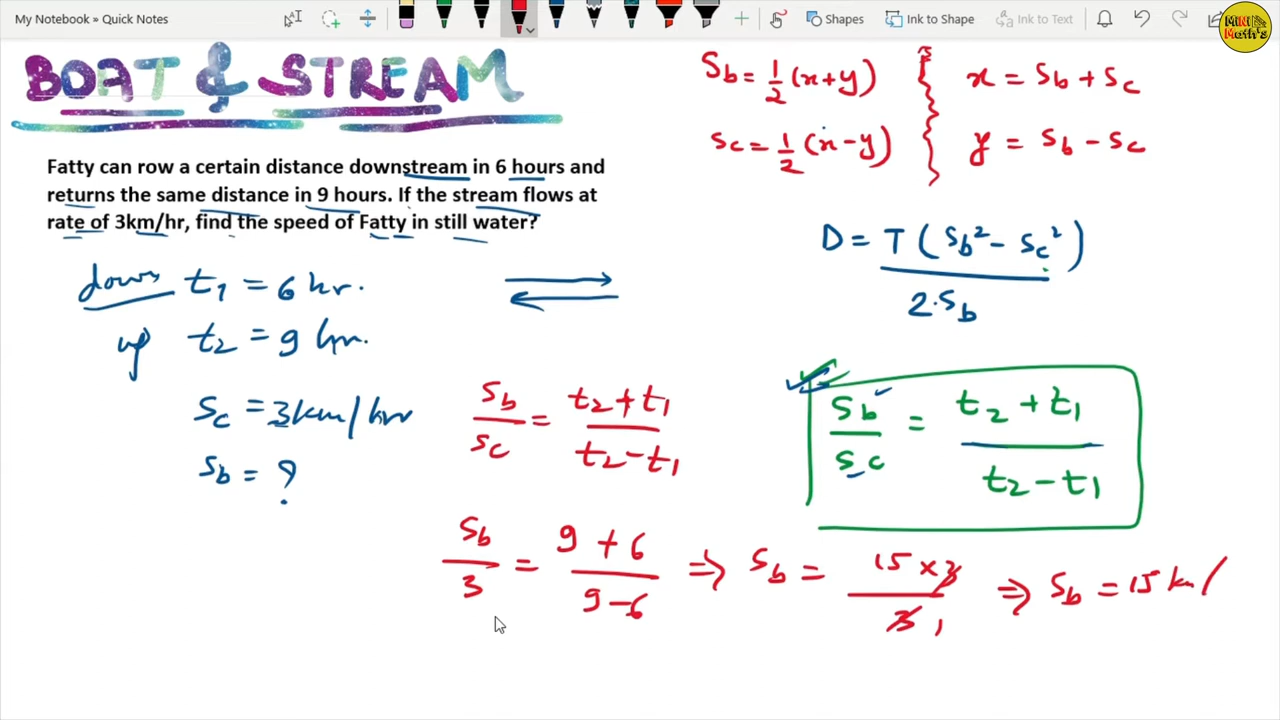 My Notebook » Quick Notes
Shapes
Ink to Shape
Ink to Text
MINI
Math's
BOAT & STREAM
Fatty can row a certain distance downstream in 6 hours and
returns the same distance in 9 hours. If the stream flows at
rate of 3km/hr, find the speed of Fatty in still water?
Sb = 1/2 (x+y)
x = Sb + Sc
Sc = 1/2 (x-y)
y = Sb - Sc
D = T (Sb² - Sc²) / 2.Sb
down t1 = 6 hr.
up t2 = 9 hr.
Sc = 3km/hr
Sb = ?
Sb/Sc = t2+t1 / t2-t1
Sb/Sc = t2 + t1 / t2 - t1
Sb/3 = 9 + 6 / 9 - 6 ⇒ Sb = 15 × 3 / 3 1 ⇒ Sb = 15 km/